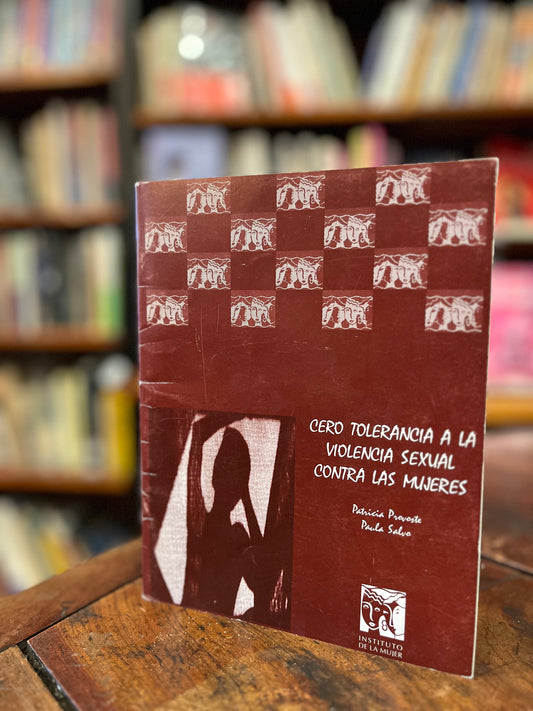 CERO TOLERANCIA A LA
VIOLENCIA SEXUAL
CONTRA LAS MUJERES
Patricia Provoste
Paula Salvo
INSTITUTO
DE LA MUJER